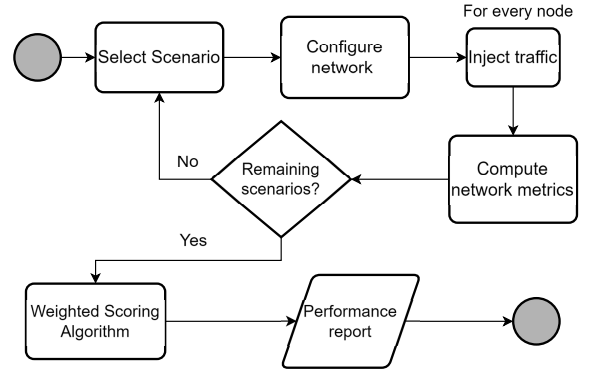 For every node
Select Scenario
Configure
network
Inject traffic
Compute
network metrics
Remaining
scenarios?
No
Yes
Weighted Scoring
Algorithm
Performance
report